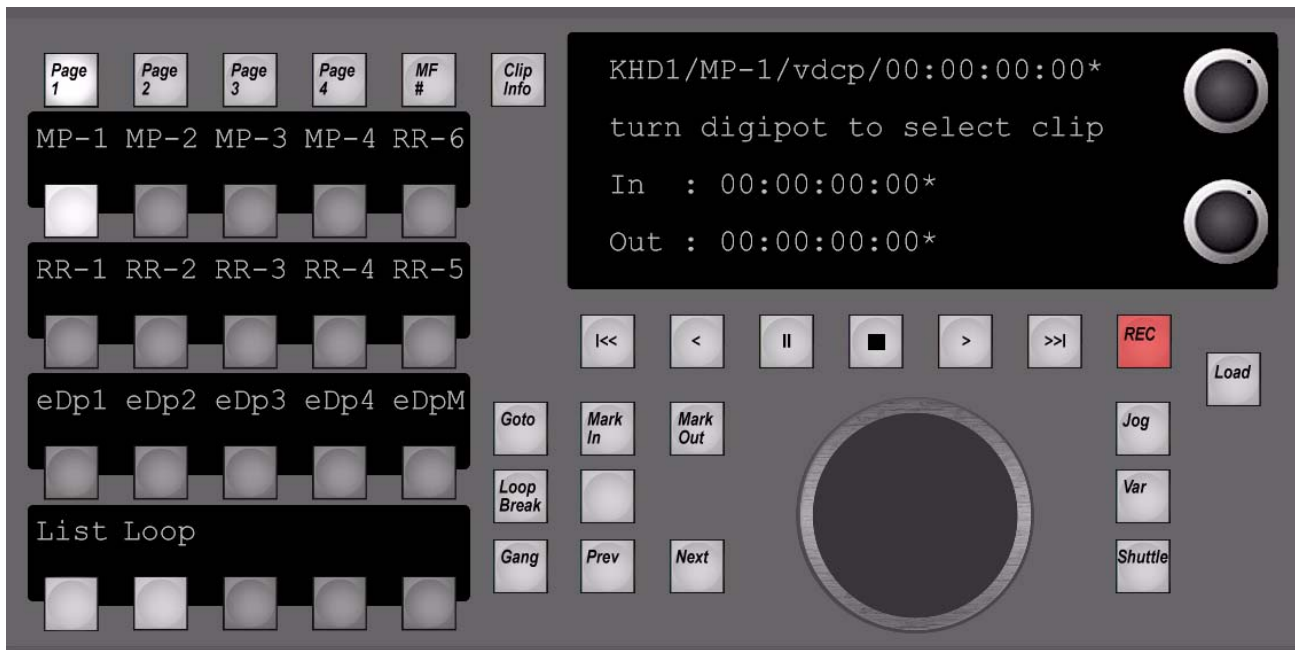 Page 1
Page 2
Page 3
Page 4
MF #
Clip Info
MP-1 MP-2 MP-3 MP-4 RR-6
RR-1 RR-2 RR-3 RR-4 RR-5
eDp1 eDp2 eDp3 eDp4 eDpM
List Loop
KHD1/MP-1/vdcp/00:00:00:00*
turn digipot to select clip
In : 00:00:00:00*
Out : 00:00:00:00*
|<<
<
II
■
>
>>|
REC
Load
Goto
Mark In
Mark Out
Jog
Loop Break
Var
Gang
Prev
Next
Shuttle